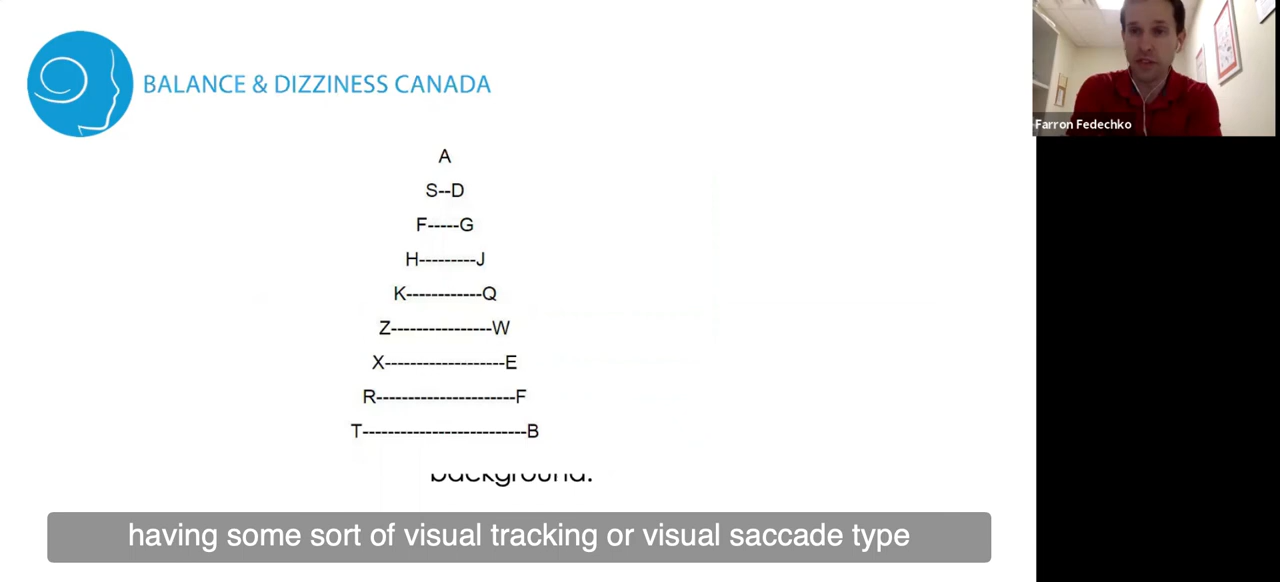 BALANCE & DIZZINESS CANADA
Farron Fedechko
A
S--D
F-----G
H---------J
K------------Q
Z----------------W
X-------------------E
R----------------------F
T--------------------------B
background.
having some sort of visual tracking or visual saccade type